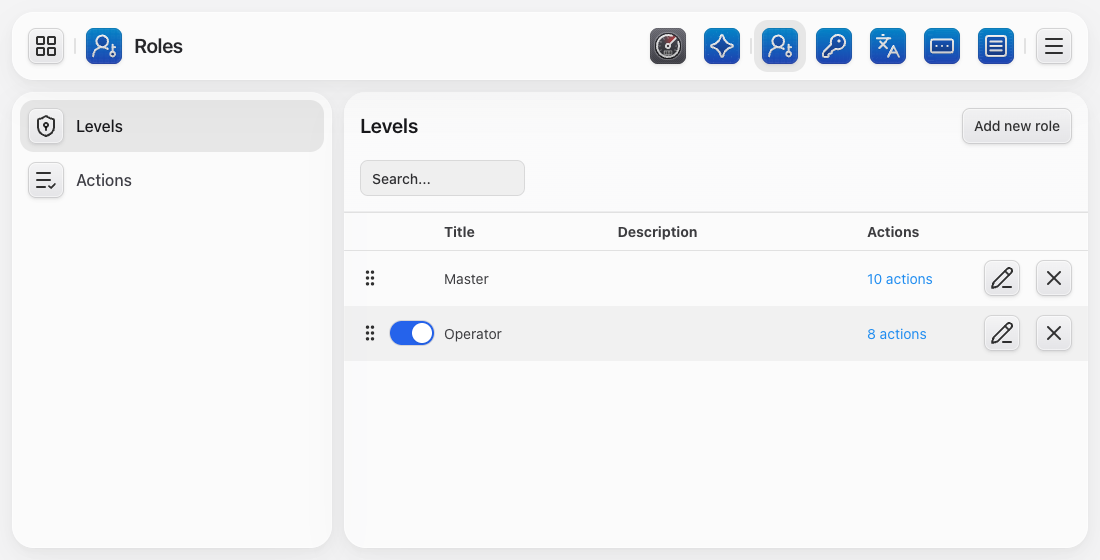 Roles
Levels
Actions
Levels
Add new role
Search...
Title Description Actions
Master 10 actions
Operator 8 actions